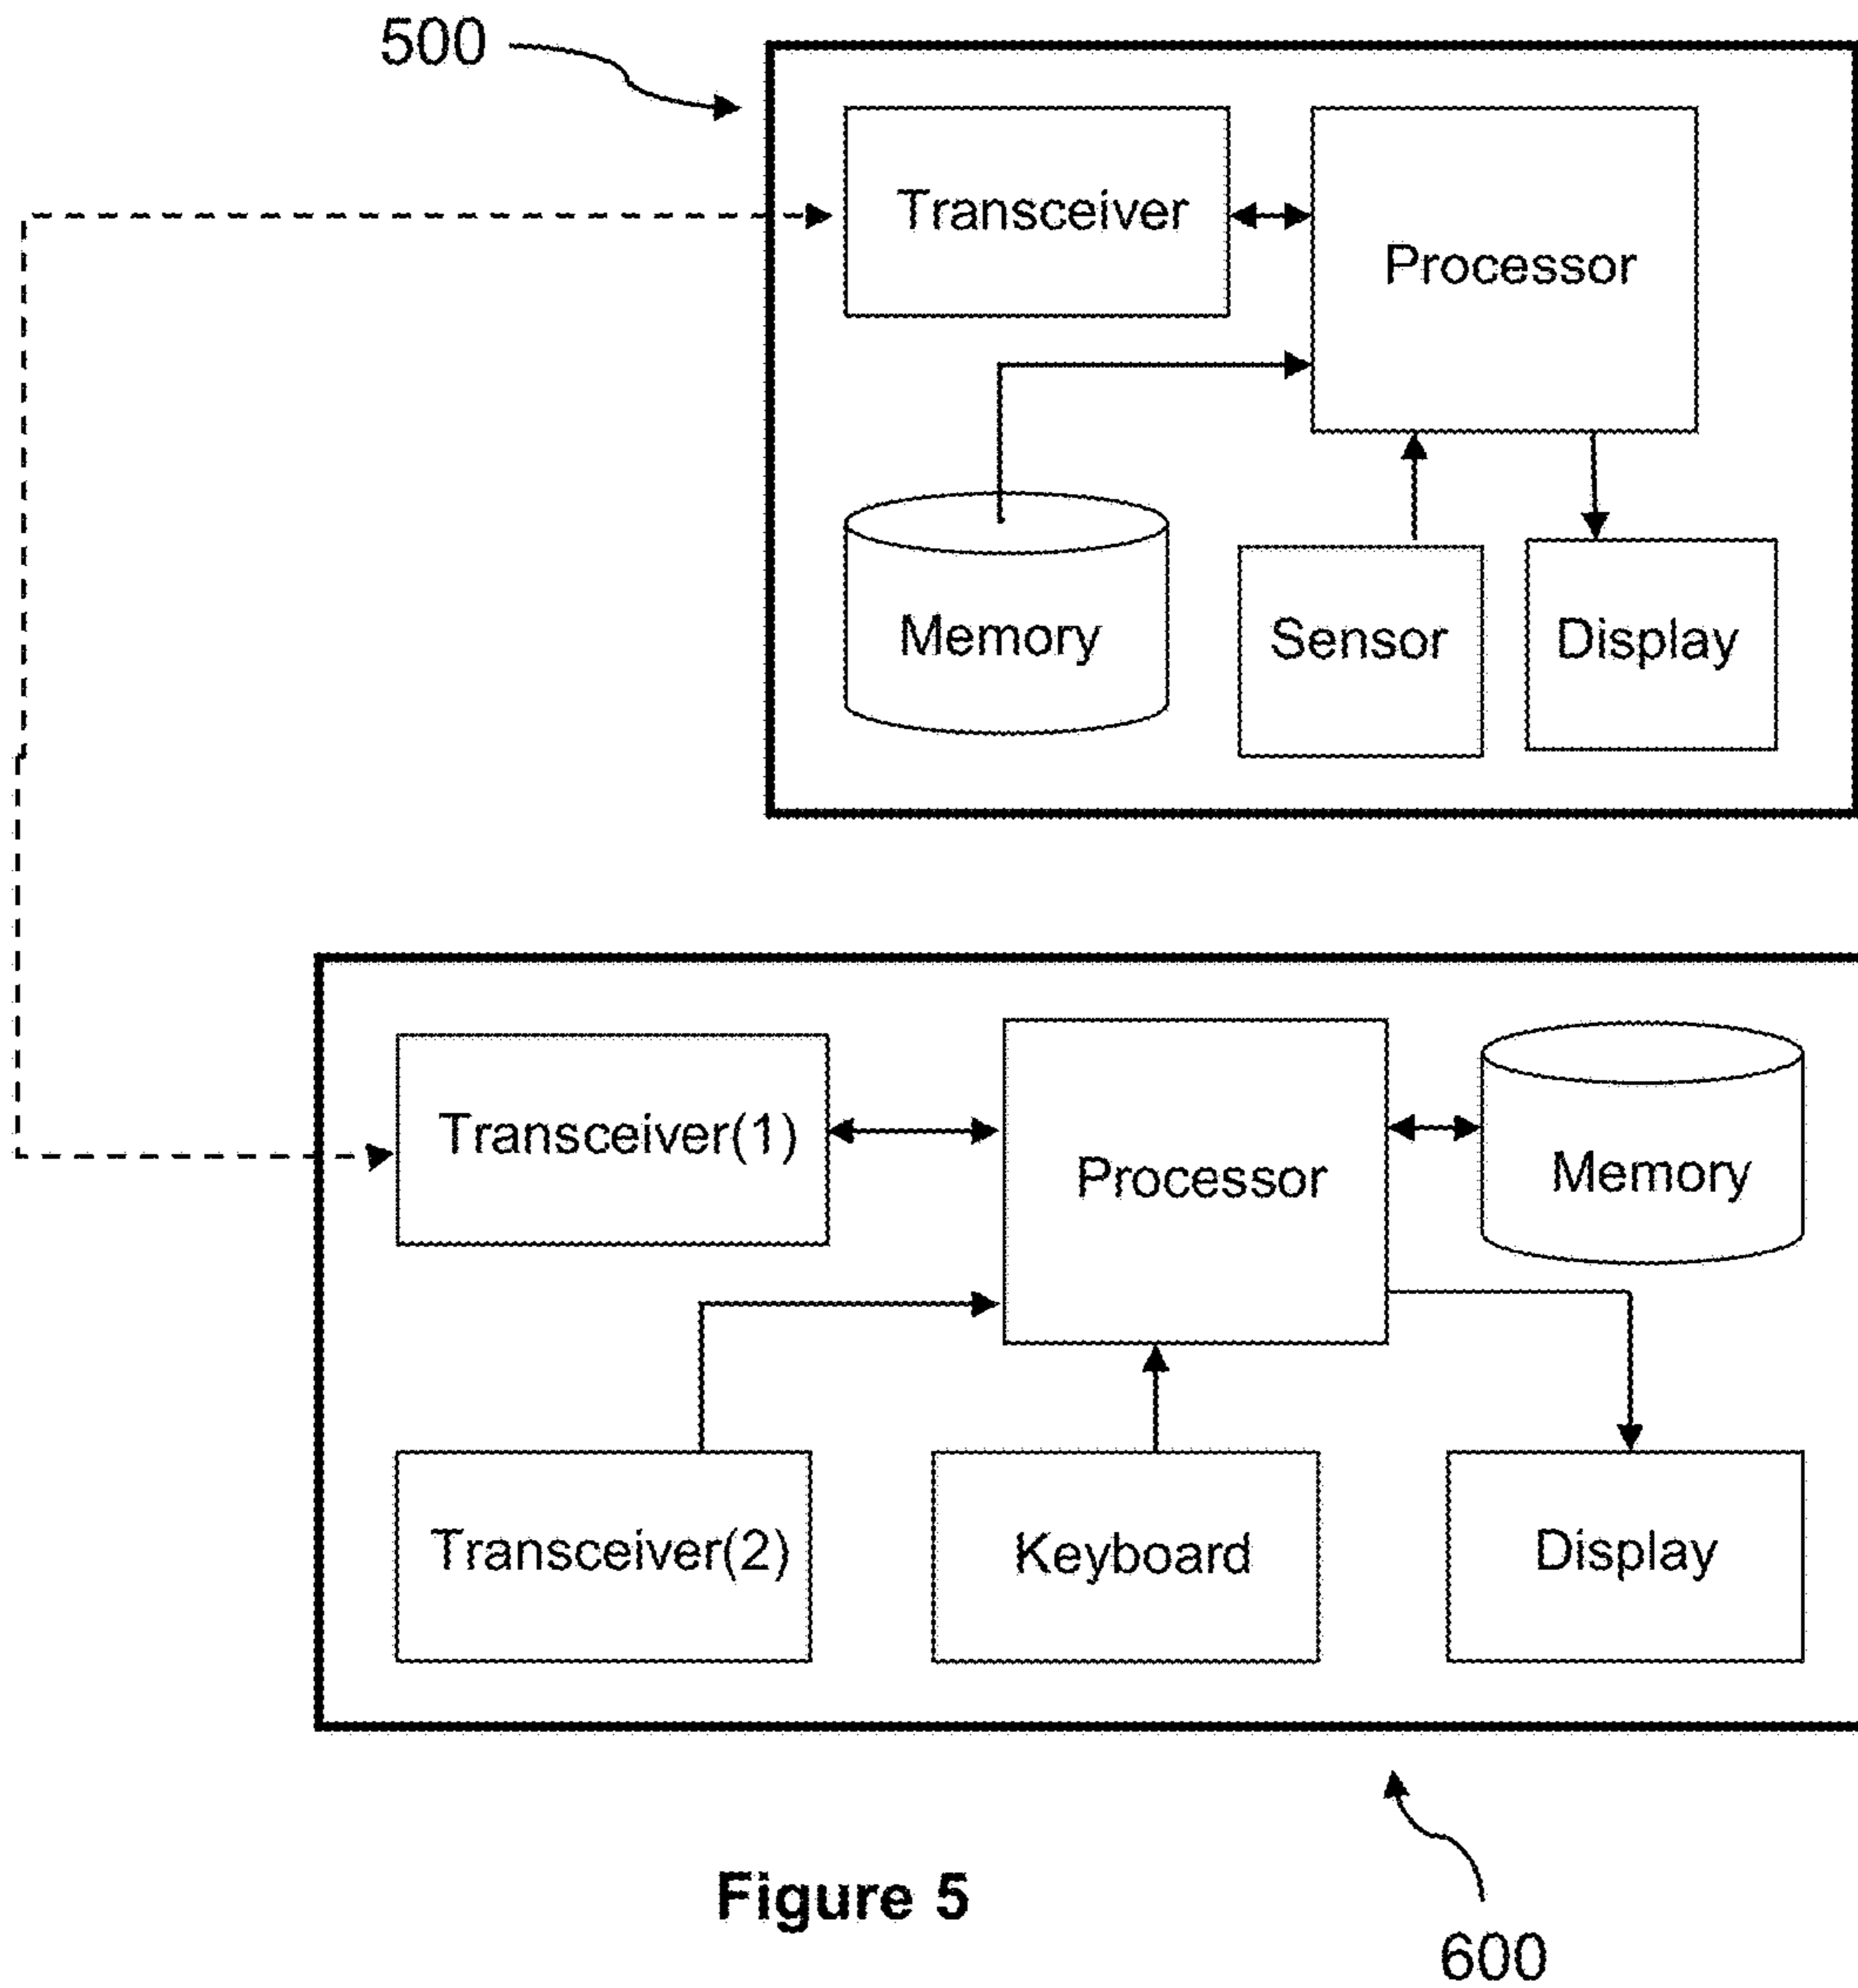 500
Transceiver
Processor
Memory
Sensor
Display
Transceiver(1)
Processor
Memory
Transceiver(2)
Keyboard
Display
Figure 5
600